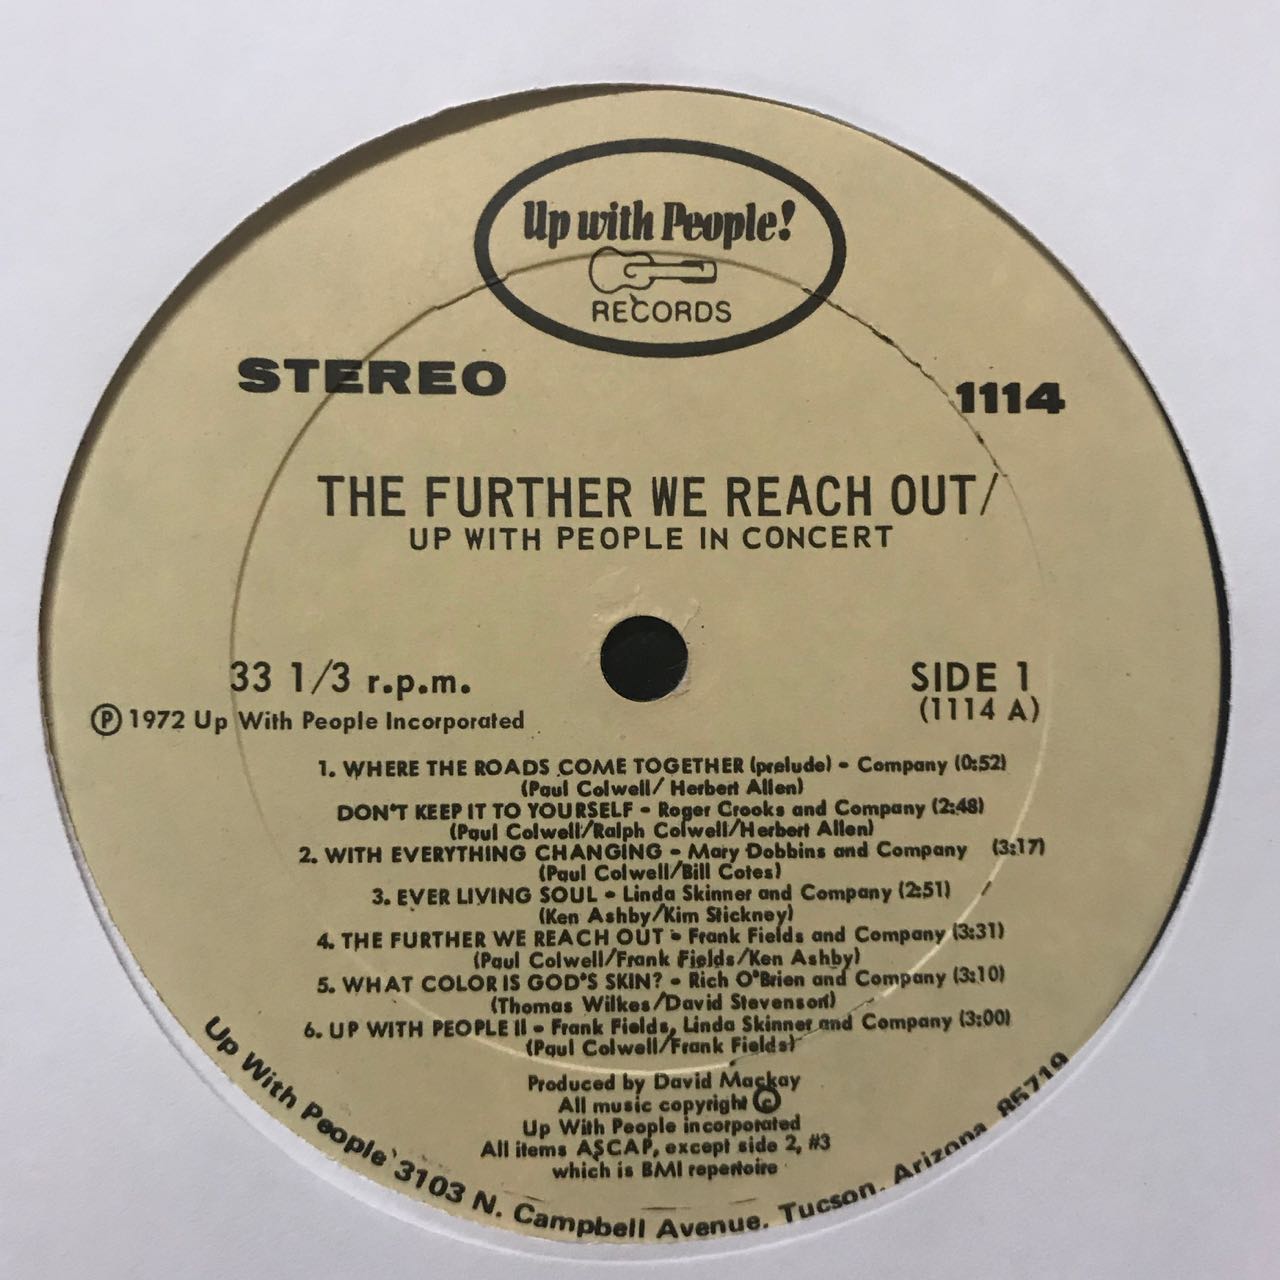 Up with People!
RECORDS
STEREO
1114
THE FURTHER WE REACH OUT/
UP WITH PEOPLE IN CONCERT
33 1/3 r.p.m.
SIDE 1
(1114 A)
Ⓟ 1972 Up With People Incorporated
1. WHERE THE ROADS COME TOGETHER (prelude) - Company (0:52)
(Paul Colwell/ Herbert Allen)
DON'T KEEP IT TO YOURSELF - Roger Crooks and Company (2:48)
(Paul Colwell/Ralph Colwell/Herbert Allen)
2. WITH EVERYTHING CHANGING - Mary Dobbins and Company (3:17)
(Paul Colwell/Bill Cotes)
3. EVER LIVING SOUL - Linda Skinner and Company (2:51)
(Ken Ashby/Kim Stickney)
4. THE FURTHER WE REACH OUT - Frank Fields and Company (3:31)
(Paul Colwell/Frank Fields/Ken Ashby)
5. WHAT COLOR IS GOD'S SKIN? - Rich O'Brien and Company (3:10)
(Thomas Wilkes/David Stevenson)
6. UP WITH PEOPLE II - Frank Fields, Linda Skinner and Company (3:00)
(Paul Colwell/Frank Fields)
Produced by David Mackay
All music copyright ©
Up With People incorporated
All items ASCAP, except side 2, #3
which is BMI repertoire
Up With People 3103 N. Campbell Avenue. Tucson. Arizona 85719